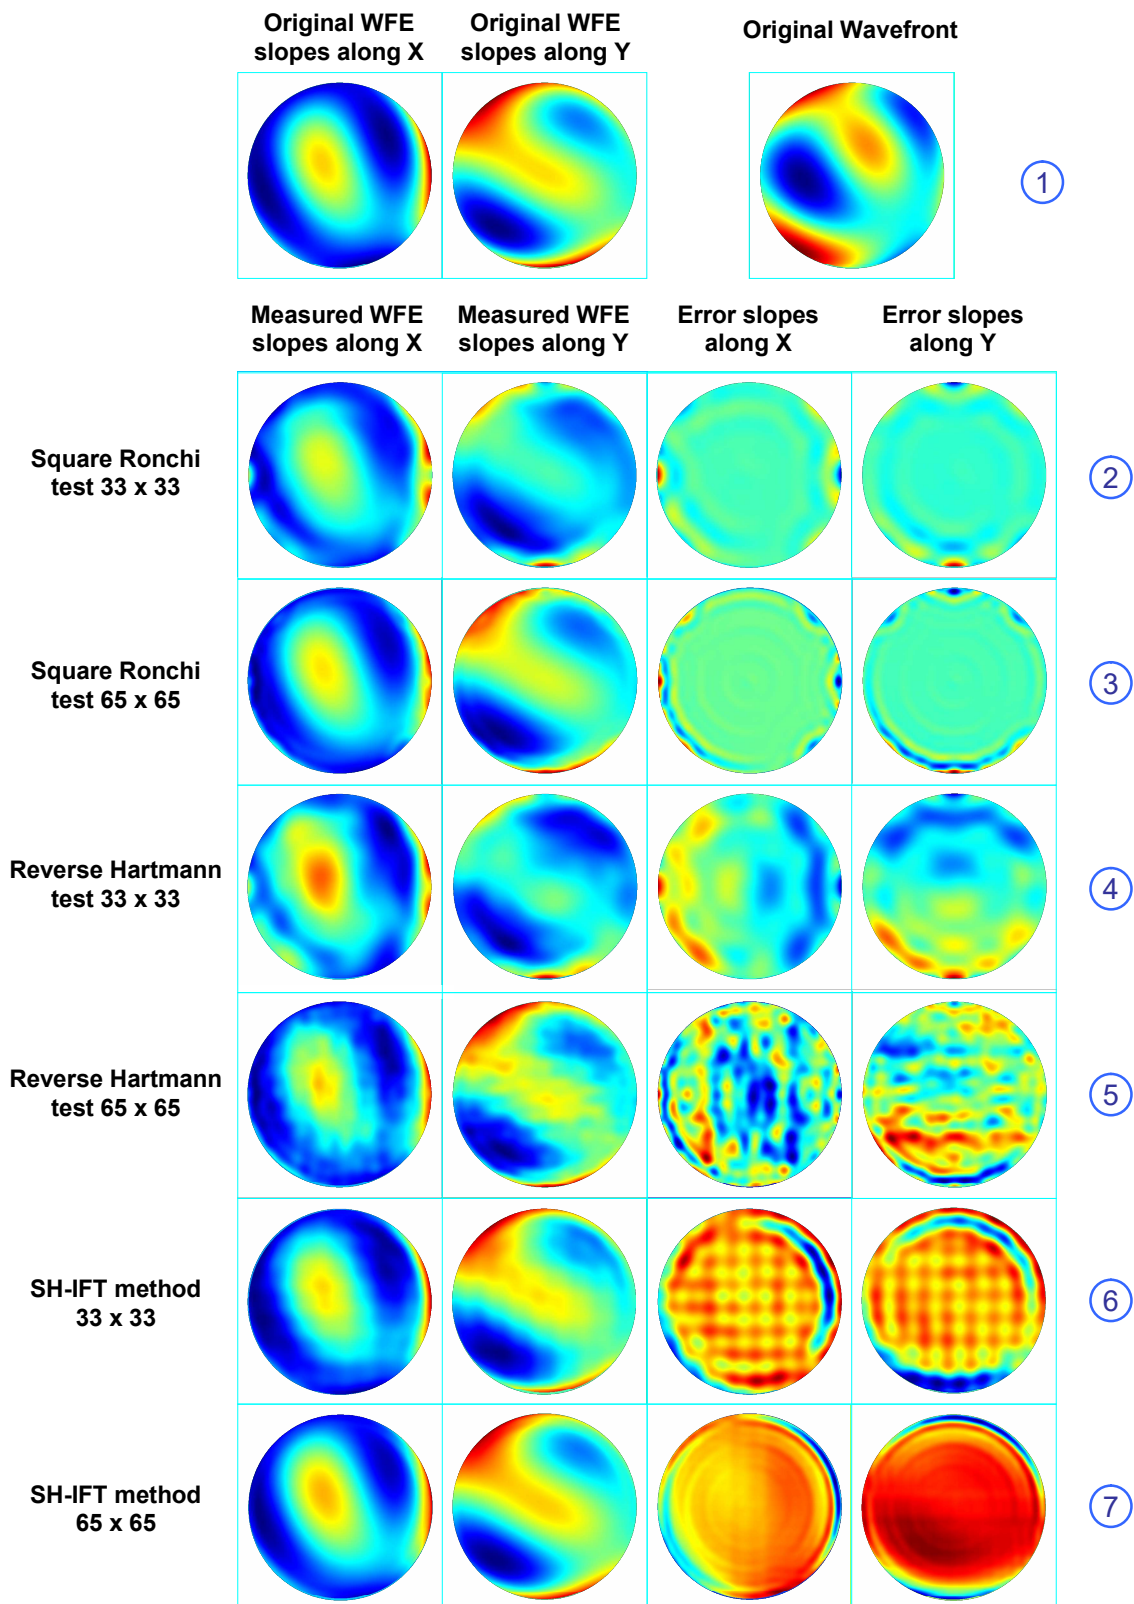 Original WFE
slopes along X
Original WFE
slopes along Y
Original Wavefront
1
Measured WFE
slopes along X
Measured WFE
slopes along Y
Error slopes
along X
Error slopes
along Y
Square Ronchi
test 33 x 33
2
Square Ronchi
test 65 x 65
3
Reverse Hartmann
test 33 x 33
4
Reverse Hartmann
test 65 x 65
5
SH-IFT method
33 x 33
6
SH-IFT method
65 x 65
7